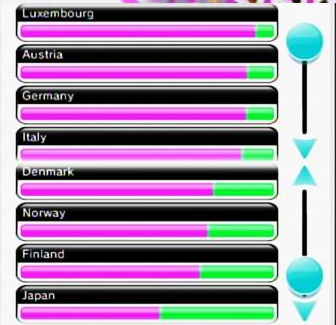 Luxembourg
Austria
Germany
Italy
Denmark
Norway
Finland
Japan